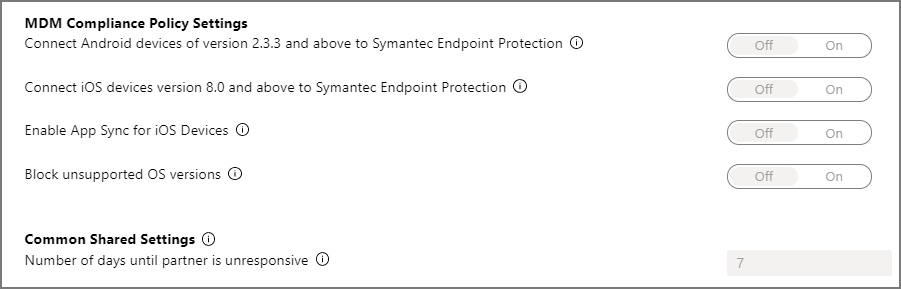 MDM Compliance Policy Settings
Connect Android devices of version 2.3.3 and above to Symantec Endpoint Protection
Off On
Connect iOS devices version 8.0 and above to Symantec Endpoint Protection
Off On
Enable App Sync for iOS Devices
Off On
Block unsupported OS versions
Off On
Common Shared Settings
Number of days until partner is unresponsive
7